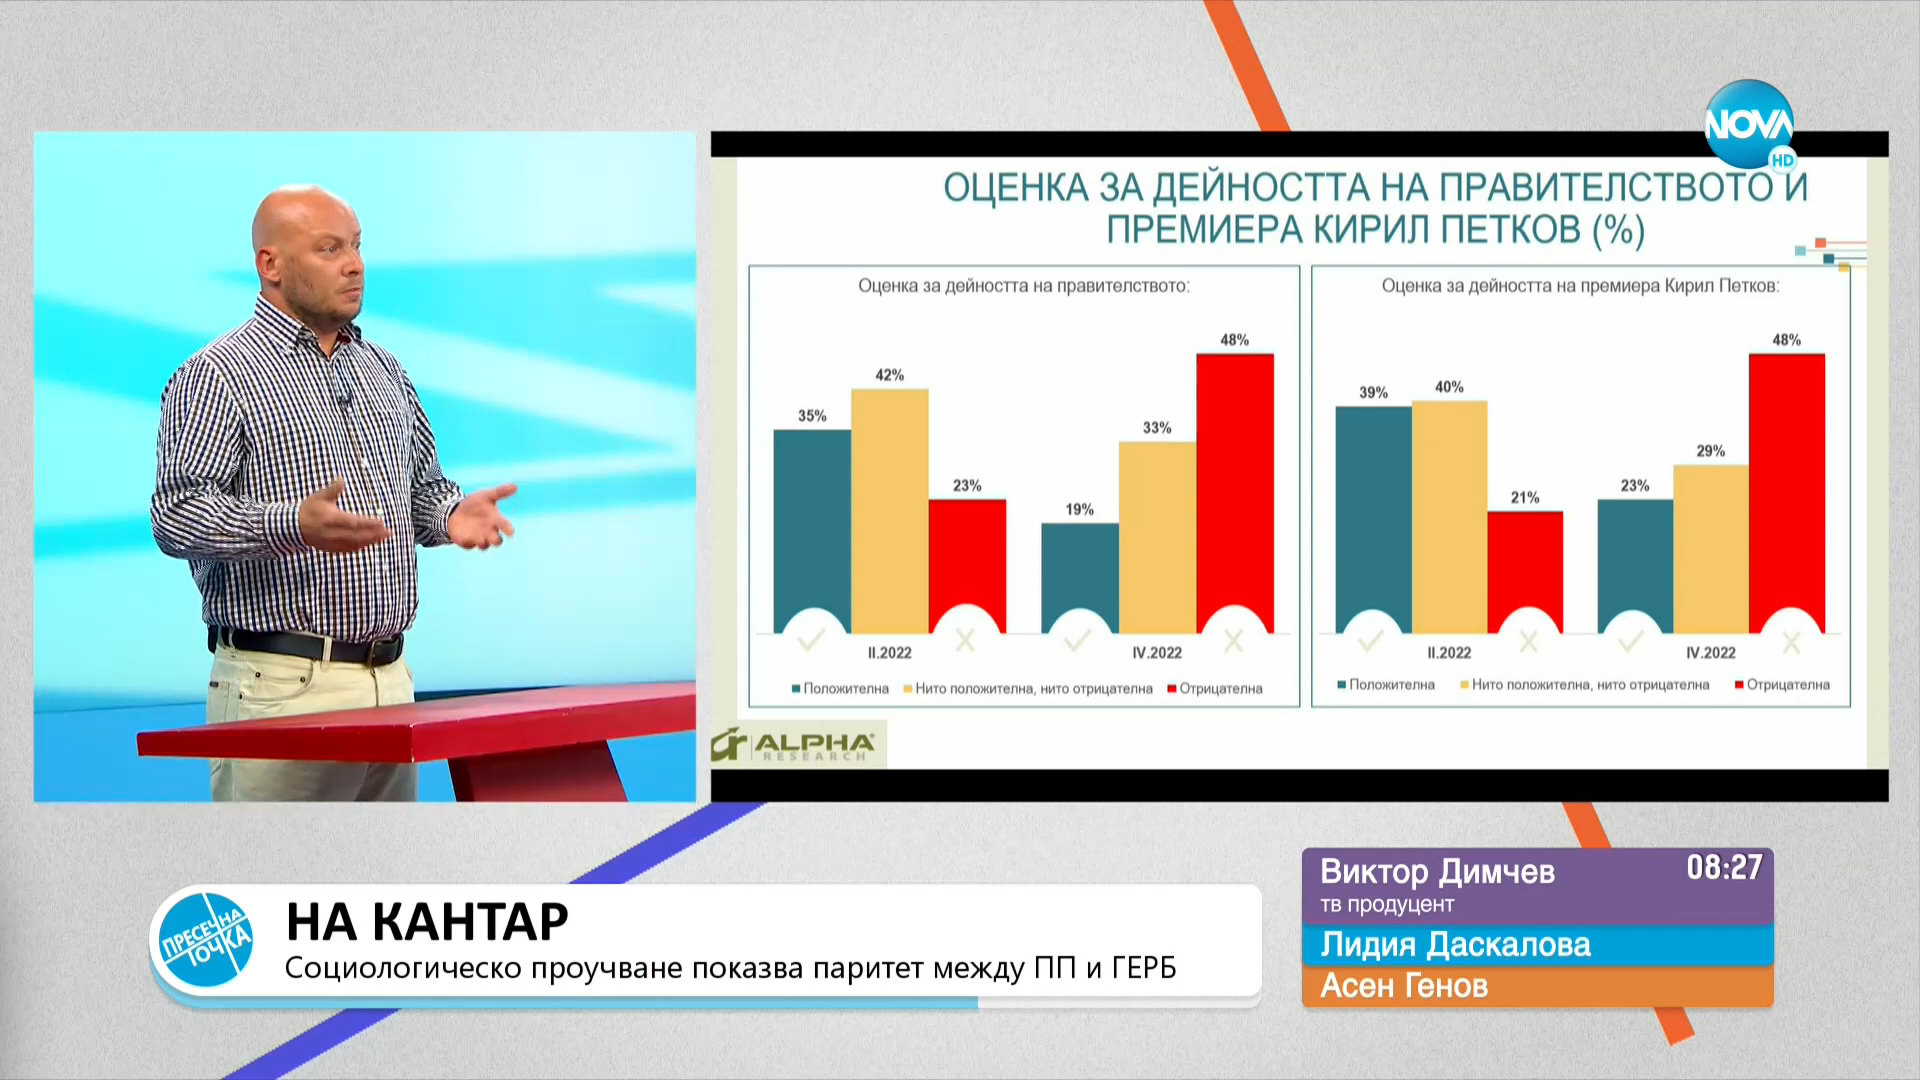 NOVA
HD
ОЦЕНКА ЗА ДЕЙНОСТТА НА ПРАВИТЕЛСТВОТО И
ПРЕМИЕРА КИРИЛ ПЕТКОВ (%)
Оценка за дейността на правителството:
35%
42%
23%
19%
33%
48%
II.2022
IV.2022
Положителна
Нито положителна, нито отрицателна
Отрицателна
Оценка за дейността на премиера Кирил Петков:
39%
40%
21%
23%
29%
48%
II.2022
IV.2022
Положителна
Нито положителна, нито отрицателна
Отрицателна
ALPHA
RESEARCH
ПРЕСЕЧНА
ТОЧКА
НА КАНТАР
Социологическо проучване показва паритет между ПП и ГЕРБ
Виктор Димчев
08:27
тв продуцент
Лидия Даскалова
Асен Генов